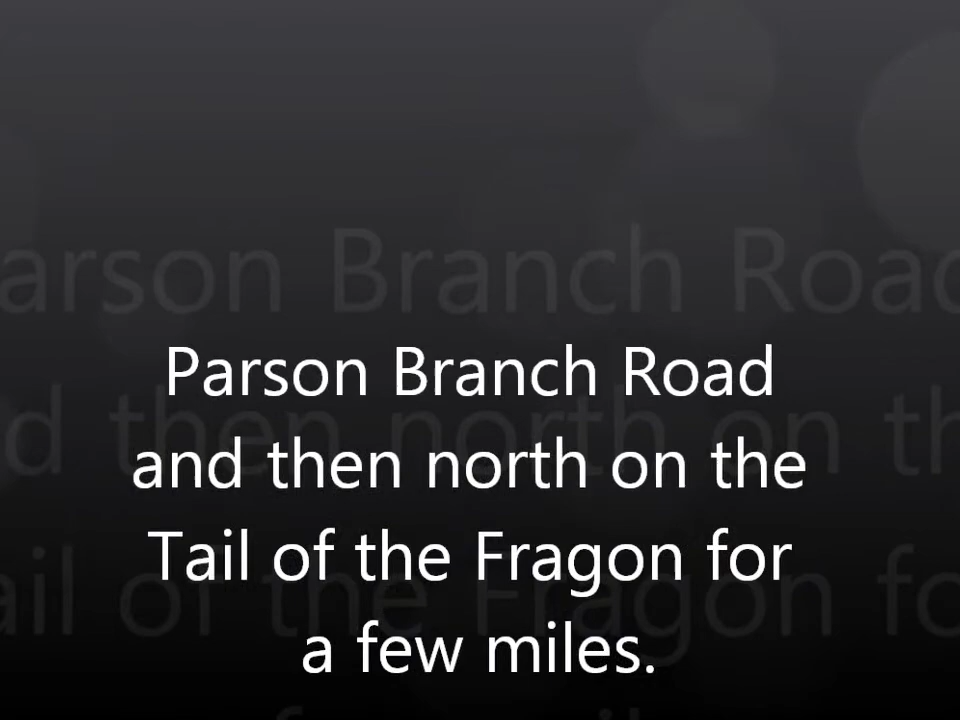 Parson Branch Road
and then north on the
Tail of the Fragon for
a few miles.